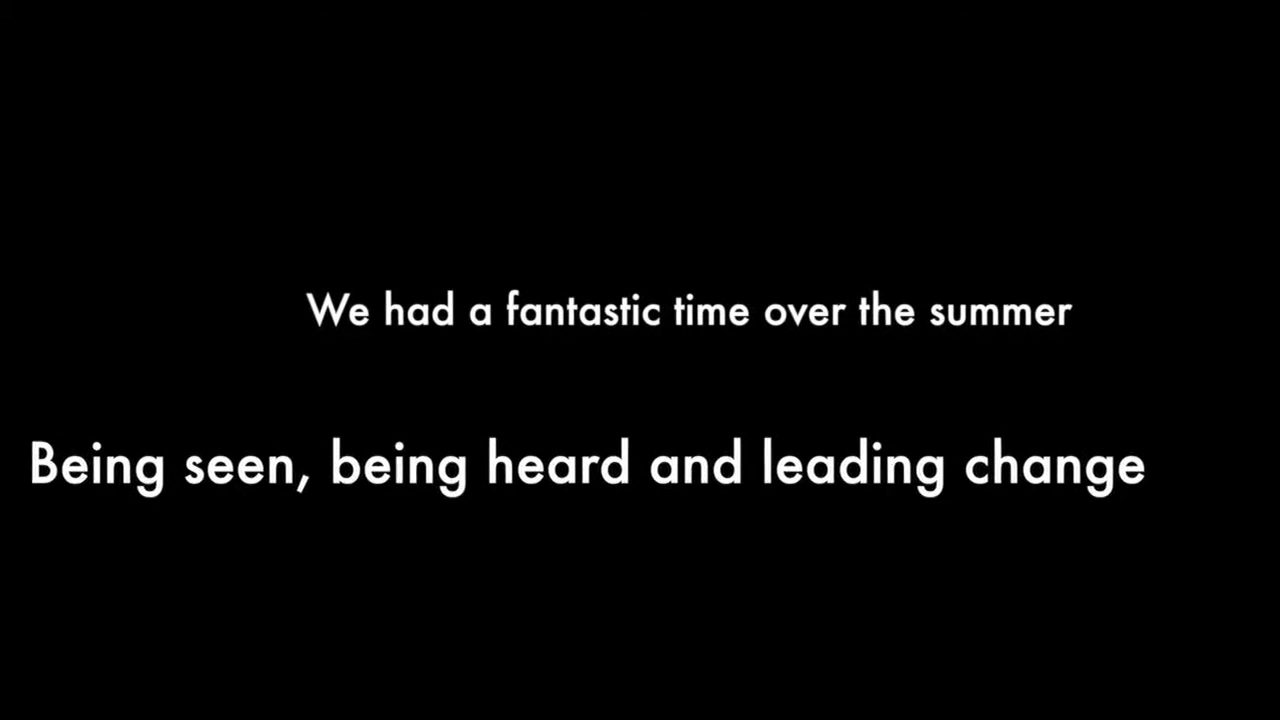 We had a fantastic time over the summer
Being seen, being heard and leading change